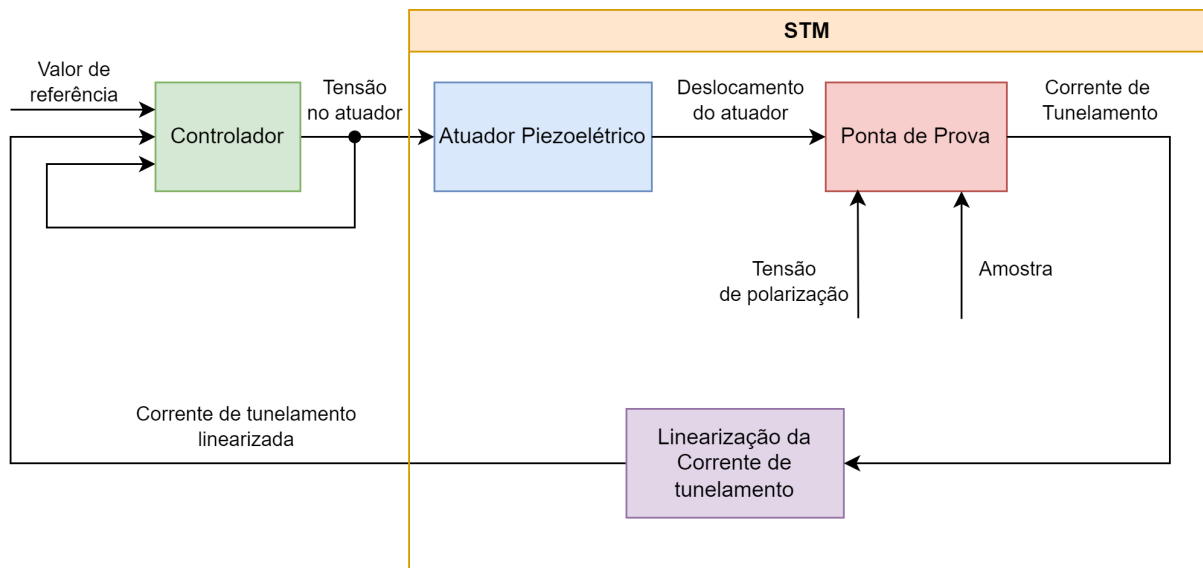 STM
Valor de
referência
Controlador
Tensão
no atuador
Atuador Piezoelétrico
Deslocamento
do atuador
Ponta de Prova
Corrente de
Tunelamento
Tensão
de polarização
Amostra
Corrente de tunelamento
linearizada
Linearização da
Corrente de
tunelamento